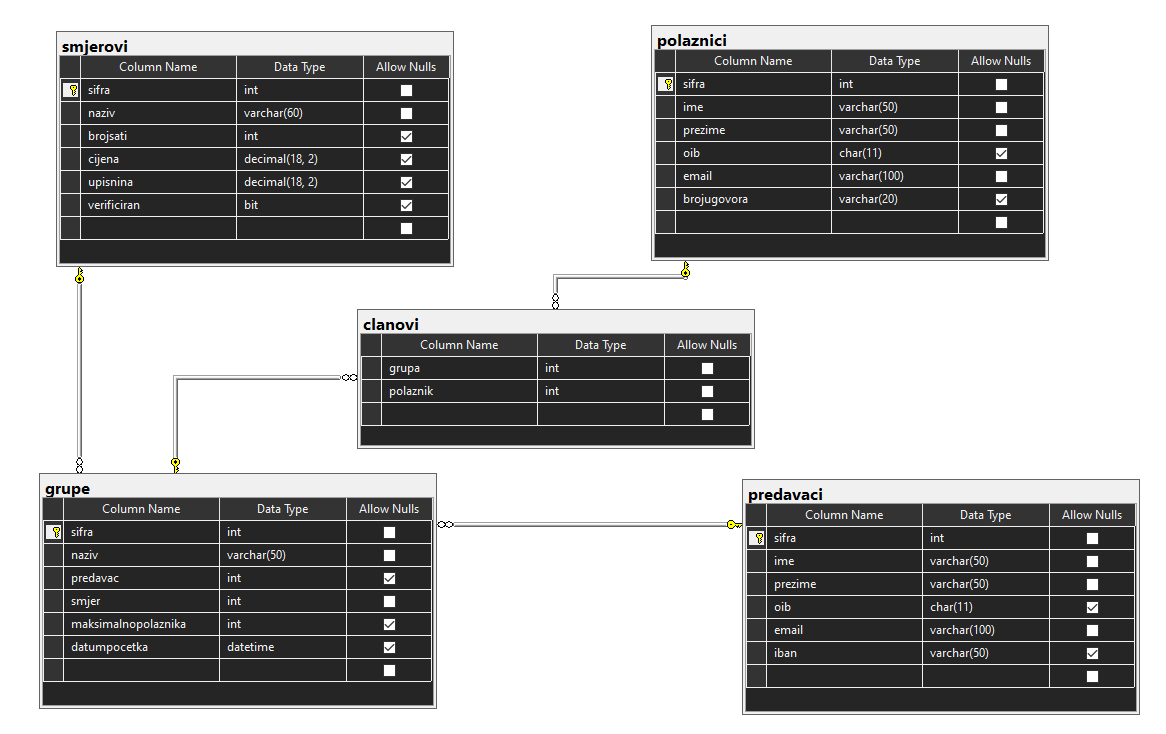 smjerovi
Column Name Data Type Allow Nulls
sifra int
naziv varchar(60)
brojsati int
cijena decimal(18, 2)
upisnina decimal(18, 2)
verificiran bit
polaznici
Column Name Data Type Allow Nulls
sifra int
ime varchar(50)
prezime varchar(50)
oib char(11)
email varchar(100)
brojugovora varchar(20)
clanovi
Column Name Data Type Allow Nulls
grupa int
polaznik int
grupe
Column Name Data Type Allow Nulls
sifra int
naziv varchar(50)
predavac int
smjer int
maksimalnopolaznika int
datumpocetka datetime
predavaci
Column Name Data Type Allow Nulls
sifra int
ime varchar(50)
prezime varchar(50)
oib char(11)
email varchar(100)
iban varchar(50)